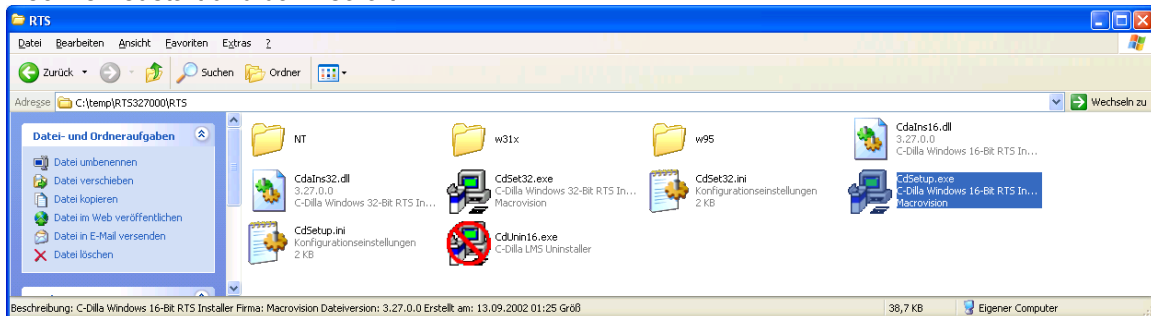 RTS
Datei Bearbeiten Ansicht Favoriten Extras ?
Zurück Suchen Ordner
Adresse C:\temp\RTS327000\RTS Wechseln zu
Datei- und Ordneraufgaben
Datei umbenennen
Datei verschieben
Datei kopieren
Datei im Web veröffentlichen
Datei in E-Mail versenden
Datei löschen
NT
w31x
w95
CdaIns16.dll
3.27.0.0
C-Dilla Windows 16-Bit RTS In...
CdaIns32.dll
3.27.0.0
C-Dilla Windows 32-Bit RTS In...
CdSet32.exe
C-Dilla Windows 32-Bit RTS In...
Macrovision
CdSet32.ini
Konfigurationseinstellungen
2 KB
CdSetup.exe
C-Dilla Windows 16-Bit RTS In...
Macrovision
CdSetup.ini
Konfigurationseinstellungen
2 KB
CdUnin16.exe
C-Dilla LMS Uninstaller
Beschreibung: C-Dilla Windows 16-Bit RTS Installer Firma: Macrovision Dateiversion: 3.27.0.0 Erstellt am: 13.09.2002 01:25 Größ 38,7 KB Eigener Computer